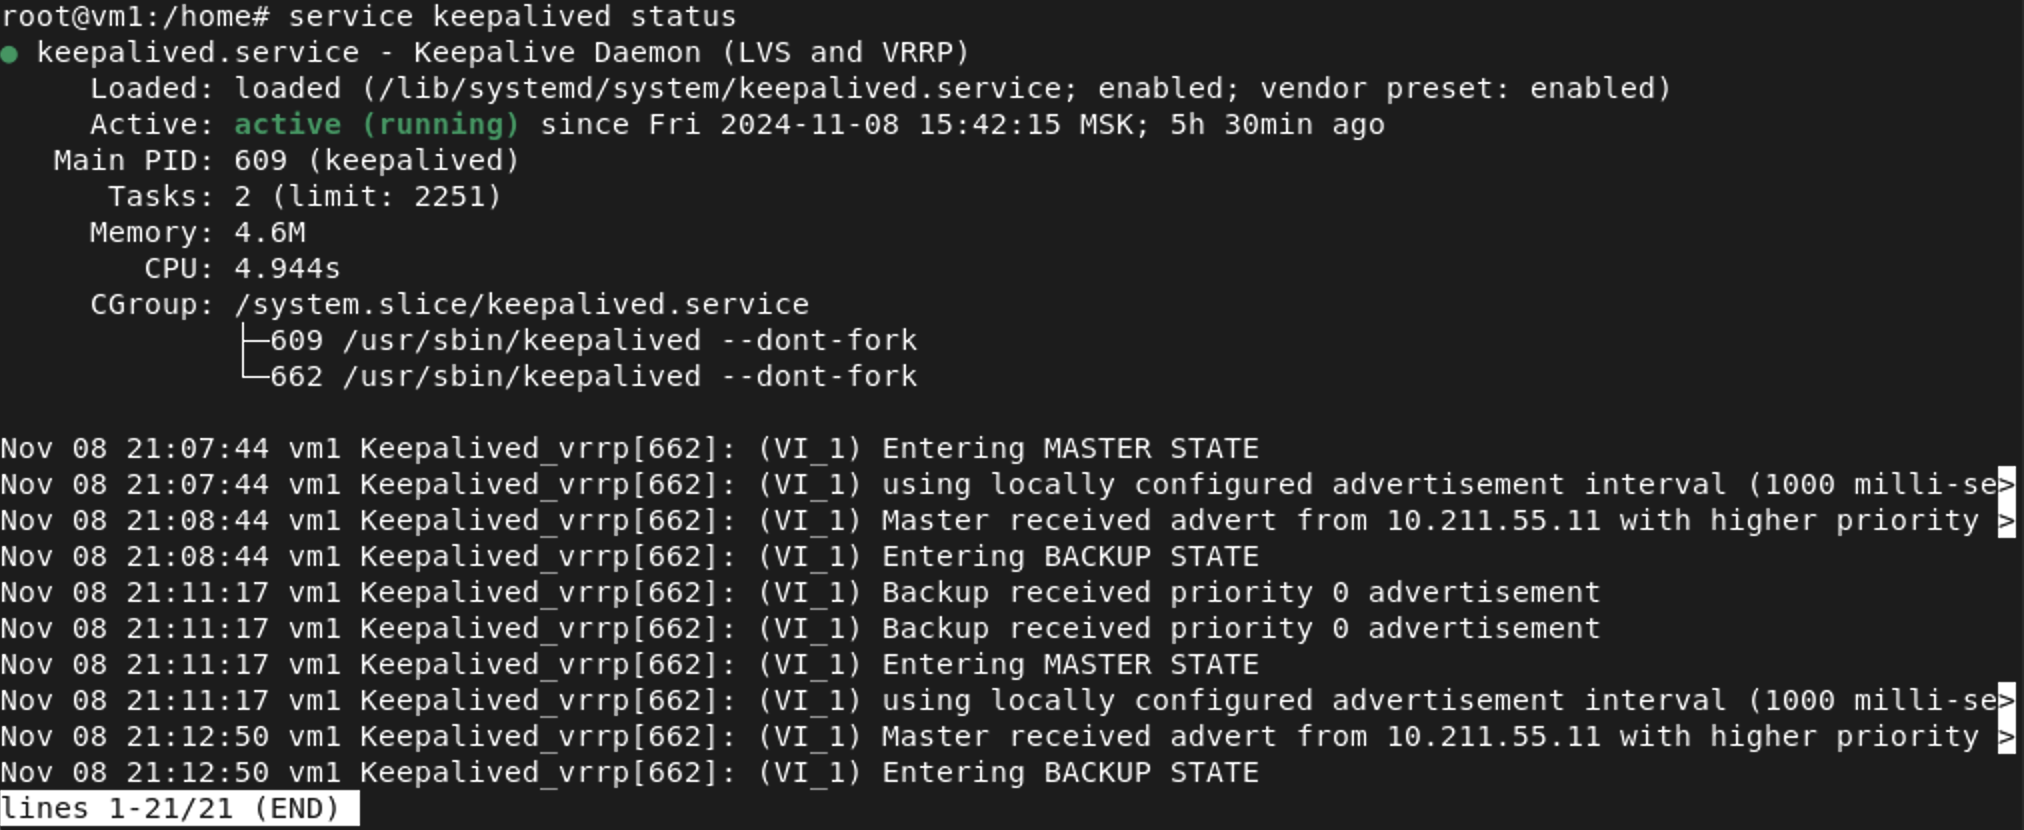 root@vm1:/home# service keepalived status
● keepalived.service - Keepalive Daemon (LVS and VRRP)
     Loaded: loaded (/lib/systemd/system/keepalived.service; enabled; vendor preset: enabled)
     Active: active (running) since Fri 2024-11-08 15:42:15 MSK; 5h 30min ago
   Main PID: 609 (keepalived)
      Tasks: 2 (limit: 2251)
     Memory: 4.6M
        CPU: 4.944s
     CGroup: /system.slice/keepalived.service
             ├─609 /usr/sbin/keepalived --dont-fork
             └─662 /usr/sbin/keepalived --dont-fork

Nov 08 21:07:44 vm1 Keepalived_vrrp[662]: (VI_1) Entering MASTER STATE
Nov 08 21:07:44 vm1 Keepalived_vrrp[662]: (VI_1) using locally configured advertisement interval (1000 milli-se>
Nov 08 21:08:44 vm1 Keepalived_vrrp[662]: (VI_1) Master received advert from 10.211.55.11 with higher priority >
Nov 08 21:08:44 vm1 Keepalived_vrrp[662]: (VI_1) Entering BACKUP STATE
Nov 08 21:11:17 vm1 Keepalived_vrrp[662]: (VI_1) Backup received priority 0 advertisement
Nov 08 21:11:17 vm1 Keepalived_vrrp[662]: (VI_1) Backup received priority 0 advertisement
Nov 08 21:11:17 vm1 Keepalived_vrrp[662]: (VI_1) Entering MASTER STATE
Nov 08 21:11:17 vm1 Keepalived_vrrp[662]: (VI_1) using locally configured advertisement interval (1000 milli-se>
Nov 08 21:12:50 vm1 Keepalived_vrrp[662]: (VI_1) Master received advert from 10.211.55.11 with higher priority >
Nov 08 21:12:50 vm1 Keepalived_vrrp[662]: (VI_1) Entering BACKUP STATE
lines 1-21/21 (END)